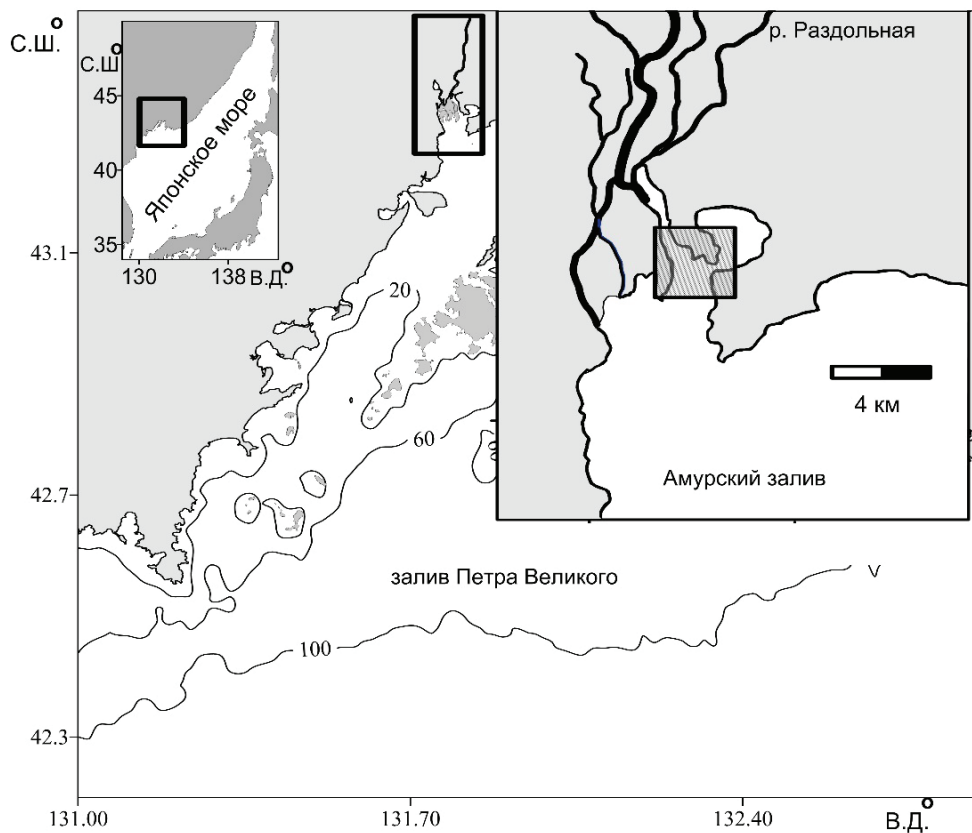 С.Ш.
С.Ш
45
40
35
130
138
В.Д.
Японское море
р. Раздольная
4 км
Амурский залив
43.1
42.7
42.3
20
60
залив Петра Великого
100
131.00
131.70
132.40
В.Д.